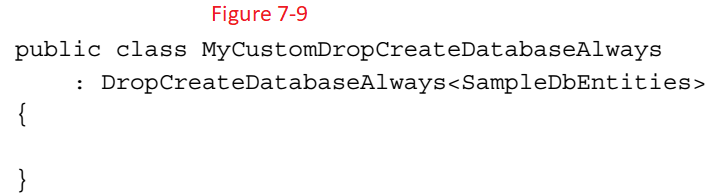 Figure 7-9
public class MyCustomDropCreateDatabaseAlways
: DropCreateDatabaseAlways<SampleDbEntities>
{
}